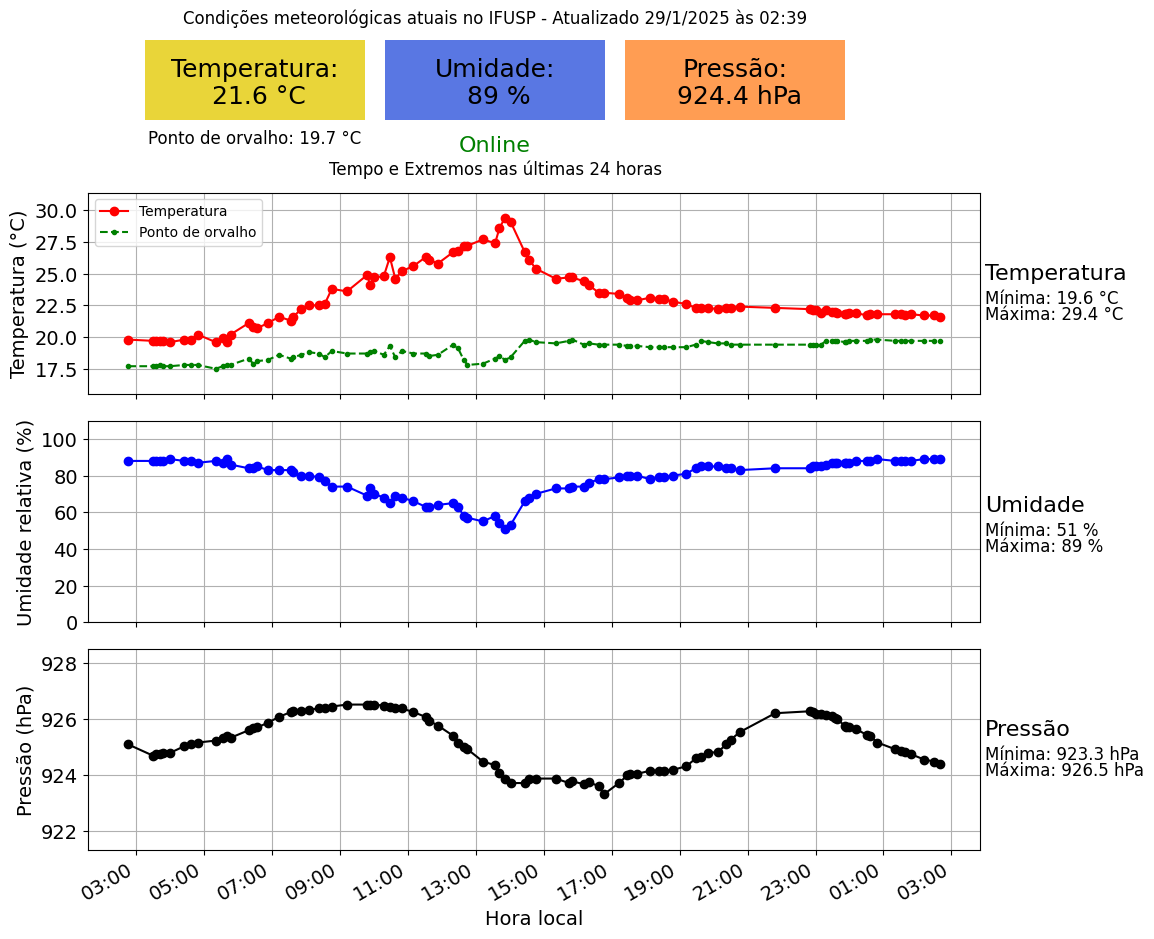 Condições meteorológicas atuais no IFUSP - Atualizado 29/1/2025 às 02:39
Temperatura:
21.6 °C
Umidade:
89 %
Pressão:
924.4 hPa
Ponto de orvalho: 19.7 °C
Online
Tempo e Extremos nas últimas 24 horas
Temperatura (°C)
30.0
27.5
25.0
22.5
20.0
17.5
Temperatura
Ponto de orvalho
Temperatura
Mínima: 19.6 °C
Máxima: 29.4 °C
Umidade relativa (%)
100
80
60
40
20
0
Umidade
Mínima: 51 %
Máxima: 89 %
Pressão (hPa)
928
926
924
922
Pressão
Mínima: 923.3 hPa
Máxima: 926.5 hPa
03:00 05:00 07:00 09:00 11:00 13:00 15:00 17:00 19:00 21:00 23:00 01:00 03:00
Hora local